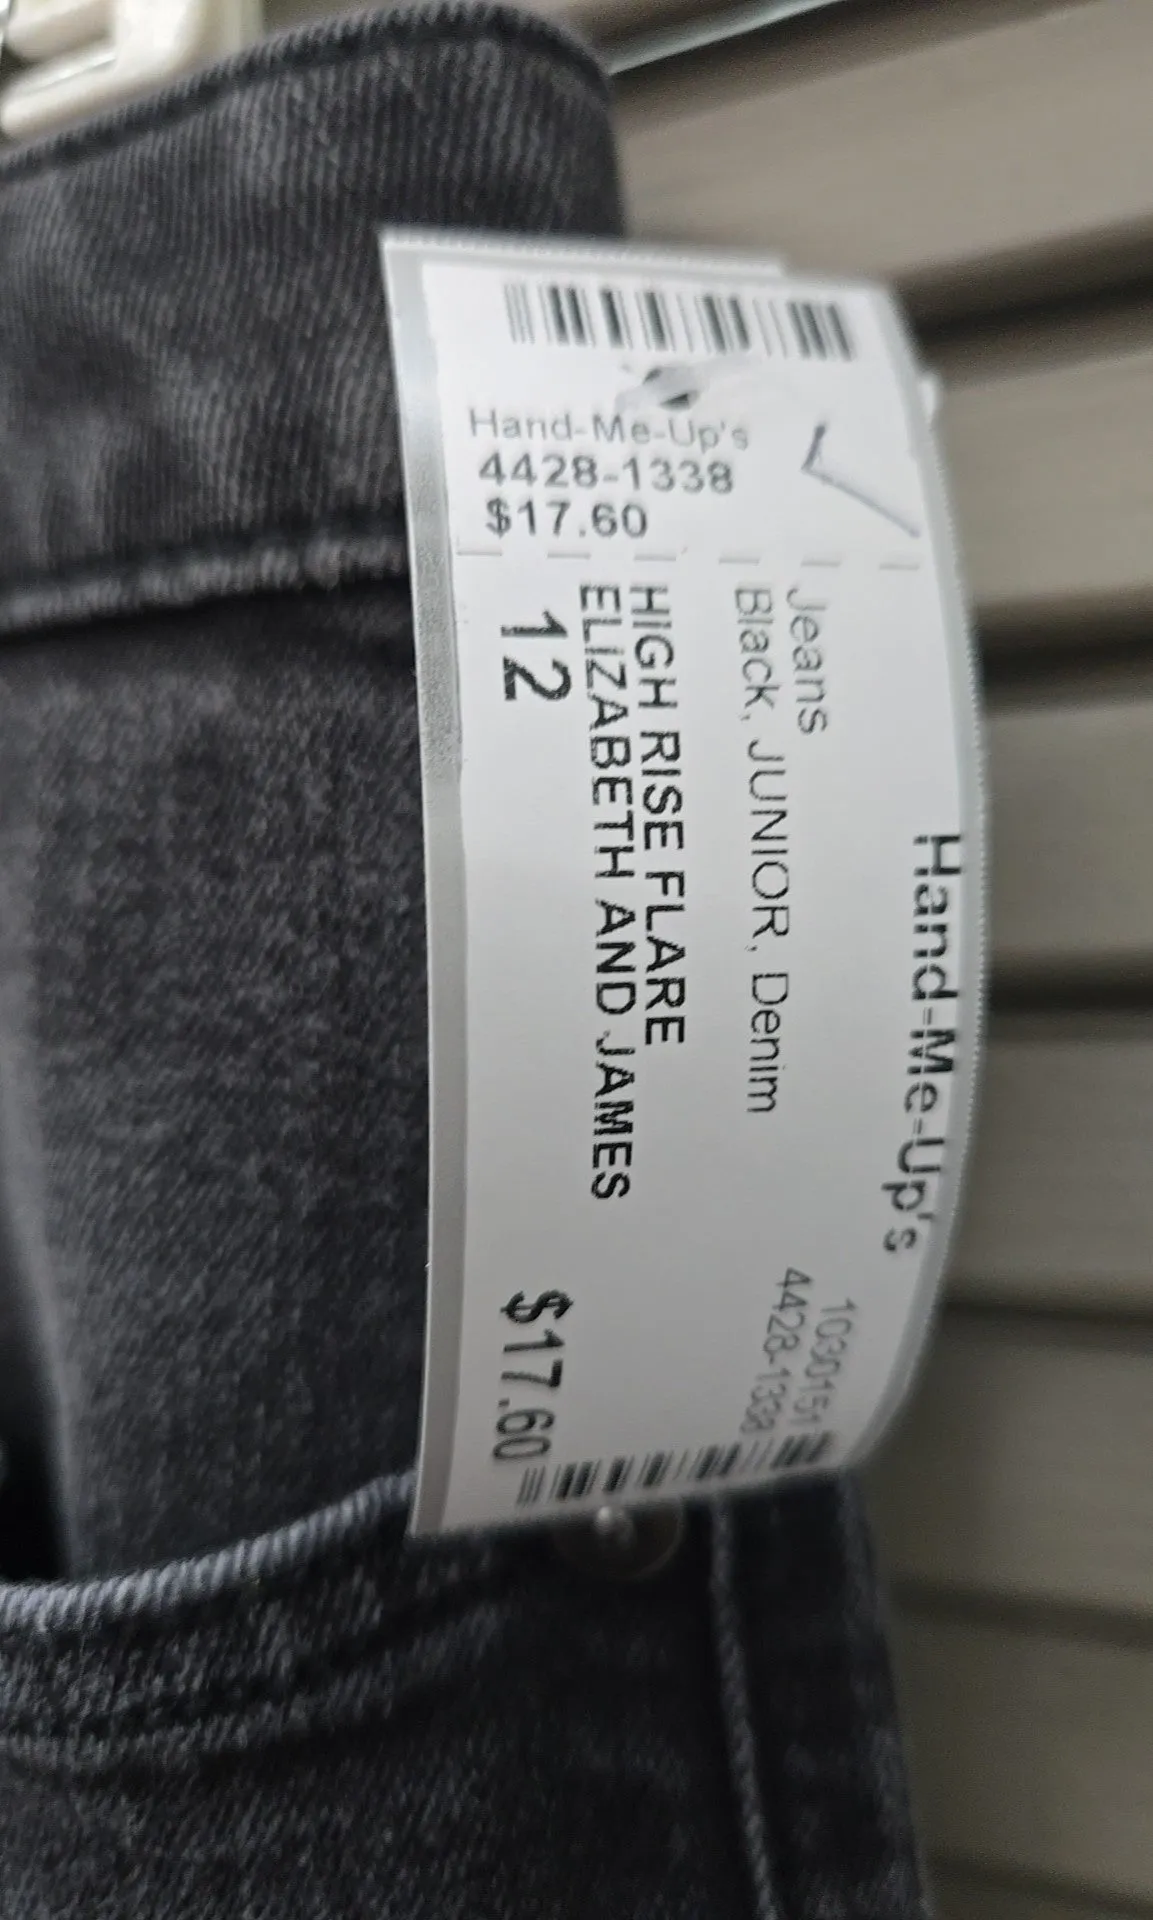 Hand-Me-Up's
4428-1338
$17.60
Hand-Me-Up's
1030151
4428-1338
Jeans
Black, JUNIOR, Denim
HIGH RISE FLARE
ELIZABETH AND JAMES
12
$17.60